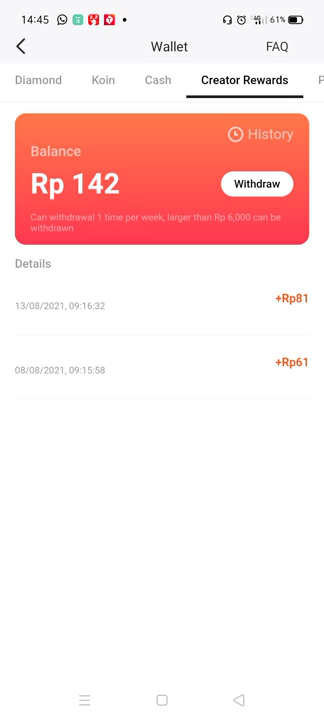 14:45
4G
61%
Wallet
FAQ
Diamond Koin Cash Creator Rewards P
History
Balance
Rp 142
Withdraw
Can withdrawal 1 time per week, larger than Rp 6,000 can be
withdrawn
Details
+Rp81
13/08/2021, 09:16:32
+Rp61
08/08/2021, 09:15:58